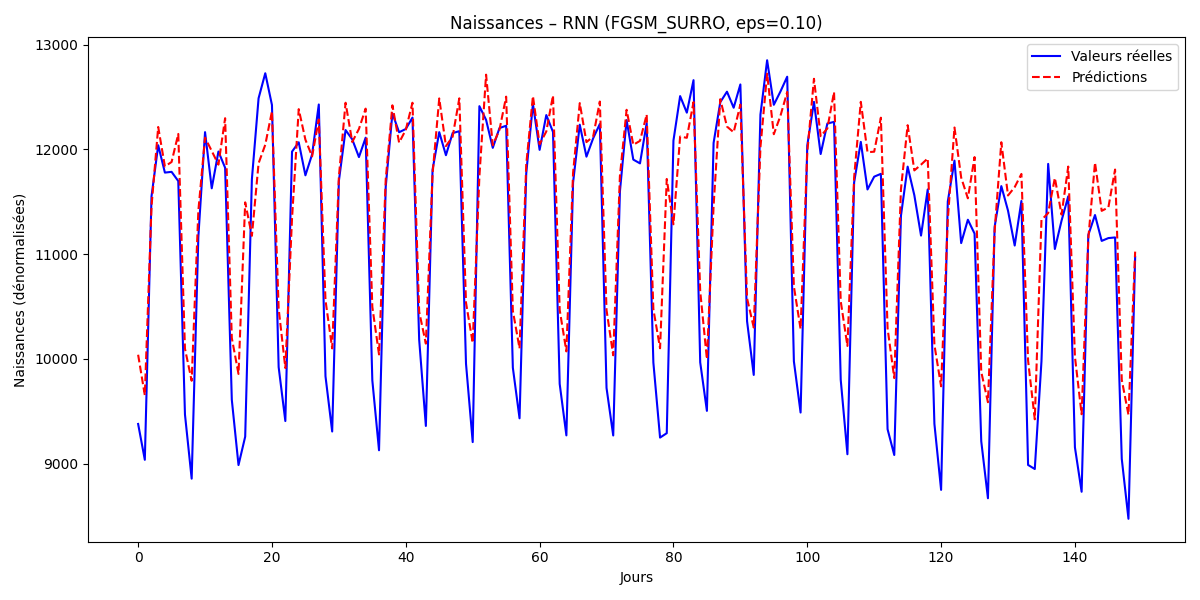 Naissances – RNN (FGSM_SURRO, eps=0.10)
Valeurs réelles
Prédictions
Naissances (dénormalisées)
13000
12000
11000
10000
9000
0 20 40 60 80 100 120 140
Jours